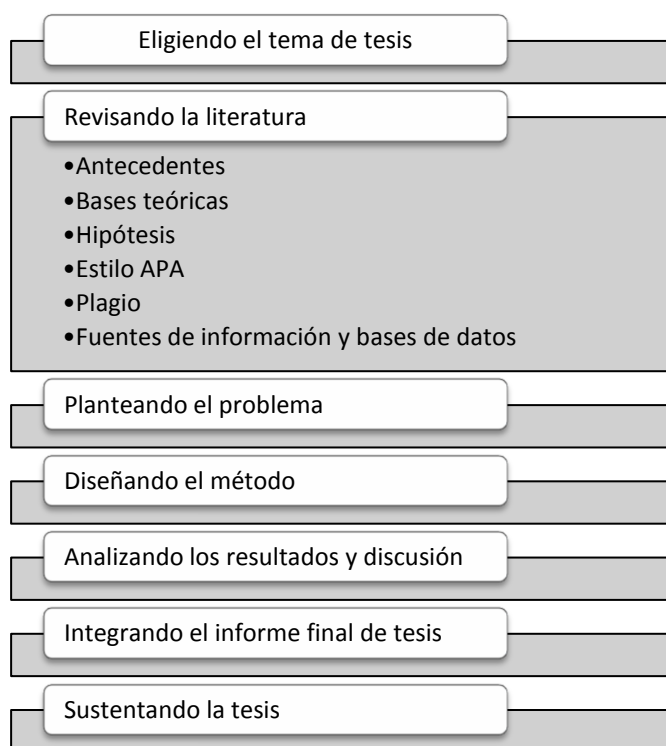 Eligiendo el tema de tesis
Revisando la literatura
•Antecedentes
•Bases teóricas
•Hipótesis
•Estilo APA
•Plagio
•Fuentes de información y bases de datos
Planteando el problema
Diseñando el método
Analizando los resultados y discusión
Integrando el informe final de tesis
Sustentando la tesis